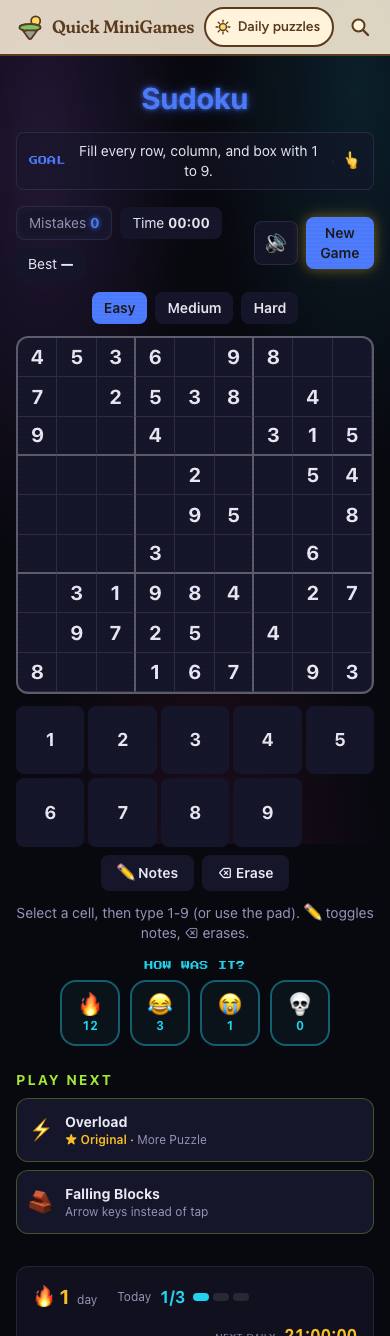 Quick MiniGames
Daily puzzles
Sudoku
GOAL
Fill every row, column, and box with 1
to 9.
Mistakes 0
Time 00:00
Best —
New
Game
Easy
Medium
Hard
4 5 3 6 9 8
7 2 5 3 8 4
9 4 3 1 5
2 5 4
9 5 8
3 6
3 1 9 8 4 2 7
9 7 2 5 4
8 1 6 7 9 3
1 2 3 4 5
6 7 8 9
✏️ Notes
⌫ Erase
Select a cell, then type 1-9 (or use the pad). ✏️ toggles
notes, ⌫ erases.
HOW WAS IT?
12 3 1 0
PLAY NEXT
Overload
★ Original · More Puzzle
Falling Blocks
Arrow keys instead of tap
1 day
Today 1/3
NEXT DAILY 21:00:00